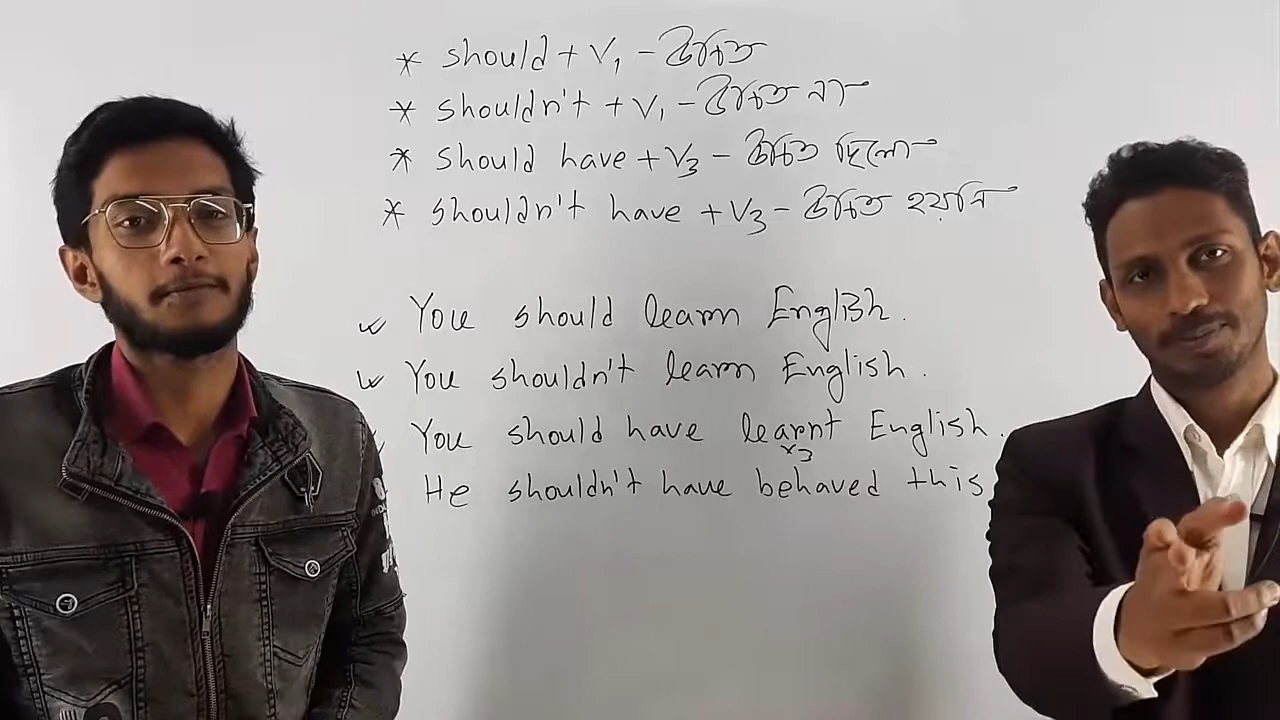 * should + V1 - উচিত
* shouldn't + V1 - উচিত না
* should have + V3 - উচিত ছিলো
* shouldn't have + V3 - উচিত হয়নি
You should learn English.
You shouldn't learn English.
You should have learnt English.
V3
He shouldn't have behaved this